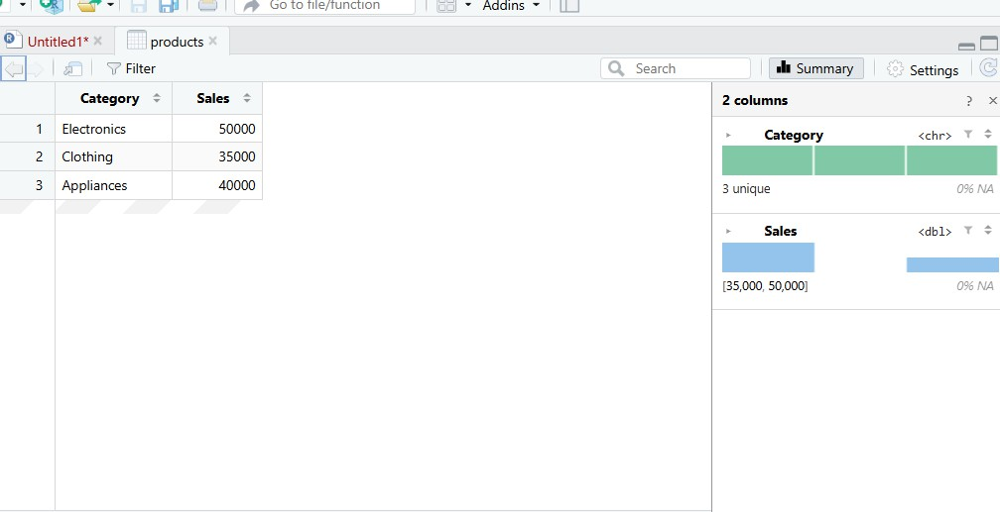 Go to file/function Addins
Untitled1* products
Filter Search Summary Settings
Category Sales
1 Electronics 50000
2 Clothing 35000
3 Appliances 40000
2 columns ? ×
Category <chr>
3 unique 0% NA
Sales <dbl>
[35,000, 50,000] 0% NA